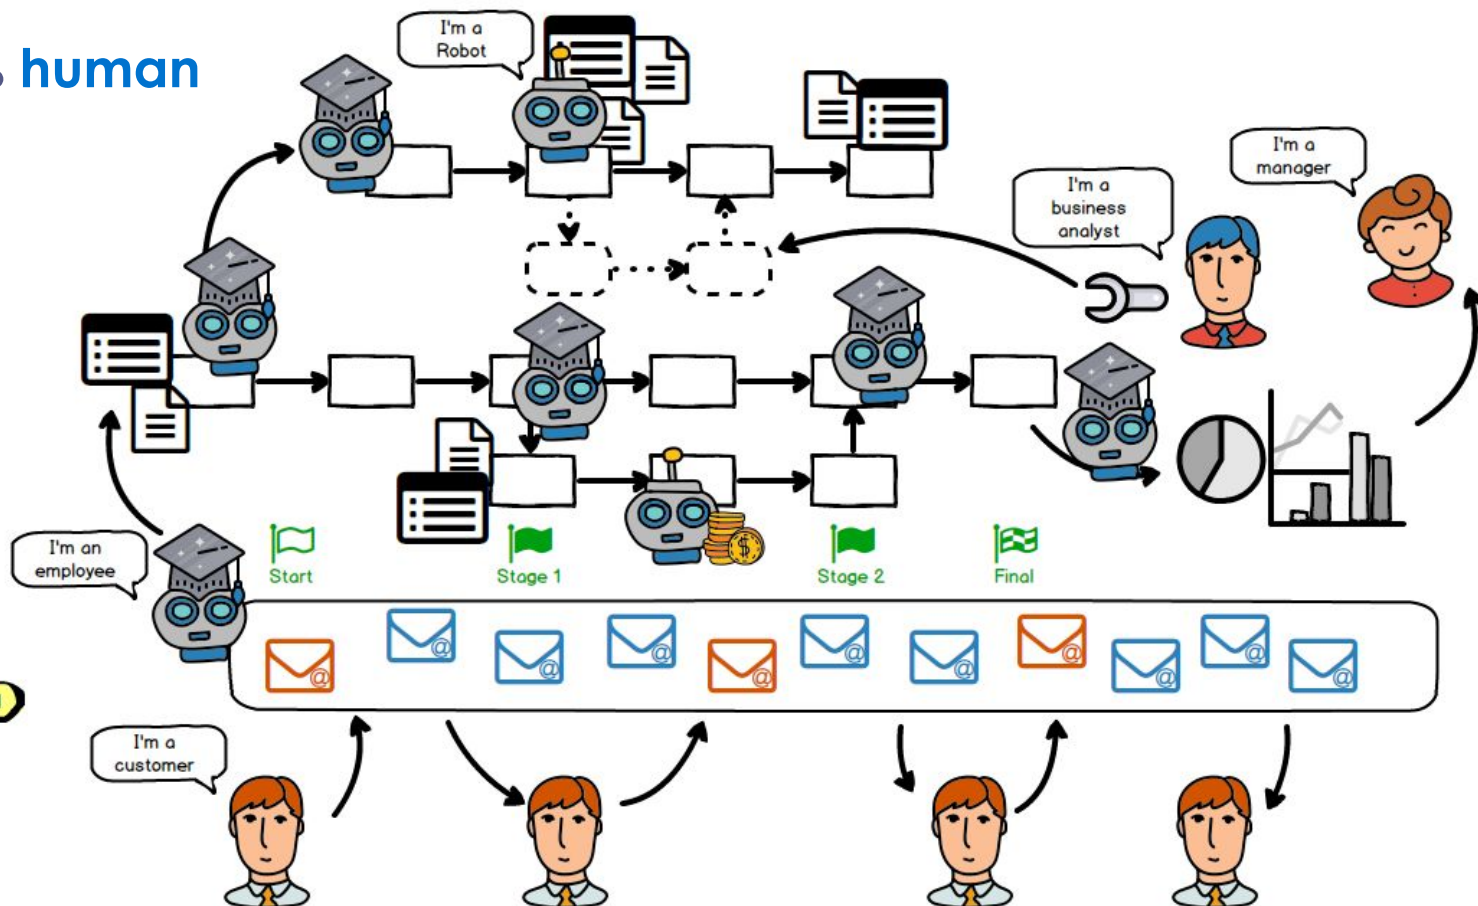 human
I'm a
Robot
I'm a
manager
I'm a
business
analyst
I'm an
employee
Start
Stage 1
$
Stage 2
Final
@
@
@
@
@
@
@
@
@
@
@
I'm a
customer